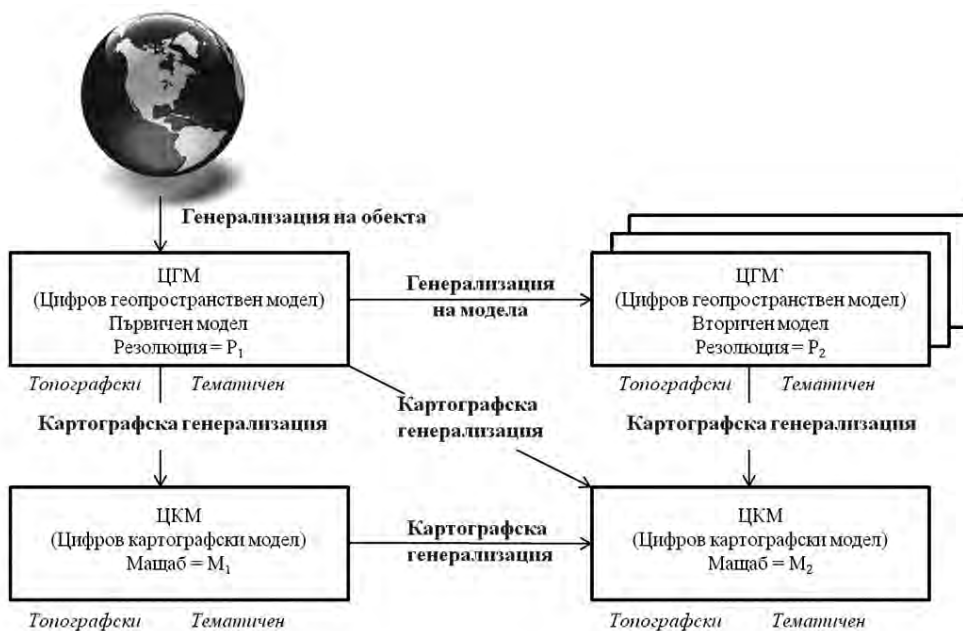 Генерализация на обекта
ЦГМ
(Цифров геопространствен модел)
Първичен модел
Резолюция = Р₁
Топографски Тематичен
Генерализация
на модела
ЦГМ`
(Цифров геопространствен модел)
Вторичен модел
Резолюция = Р₂
Топографски Тематичен
Картографска генерализация
Картографска
генерализация
Картографска генерализация
ЦКМ
(Цифров картографски модел)
Мащаб = М₁
Топографски Тематичен
Картографска
генерализация
ЦКМ
(Цифров картографски модел)
Мащаб = М₂
Топографски Тематичен